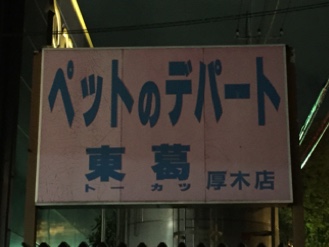 ペットのデパート
東葛 厚木店
トーカツ